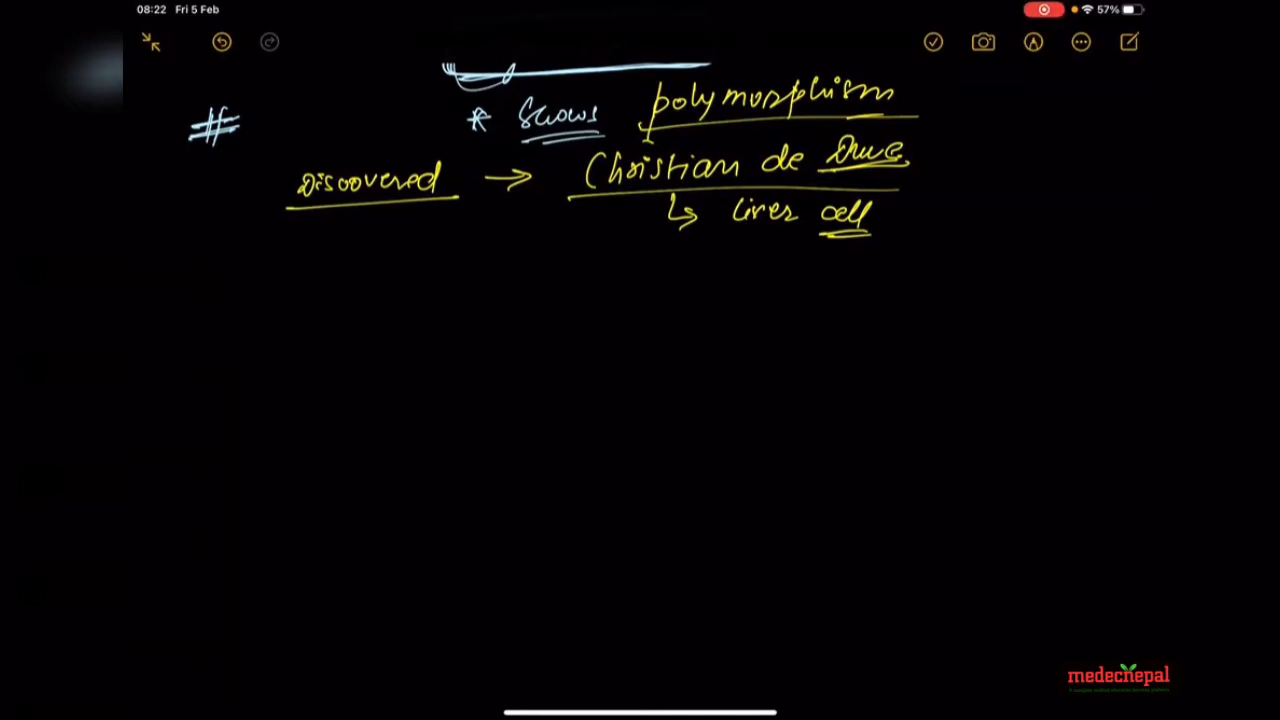 08:22 Fri 5 Feb
57%
# * Shows polymorphism
Discovered → Christian de Duve.
↳ liver cell
medecnepal